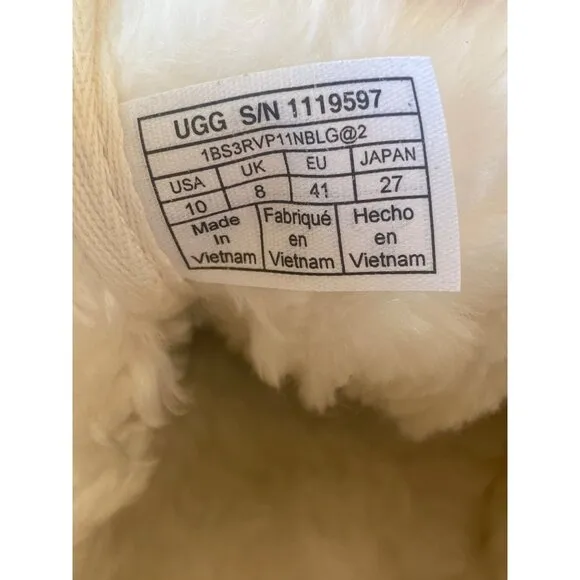 UGG S/N 1119597
1BS3RVP11NBLG@2
USA UK EU JAPAN
10 8 41 27
Made Fabriqué Hecho
In en en
Vietnam Vietnam Vietnam